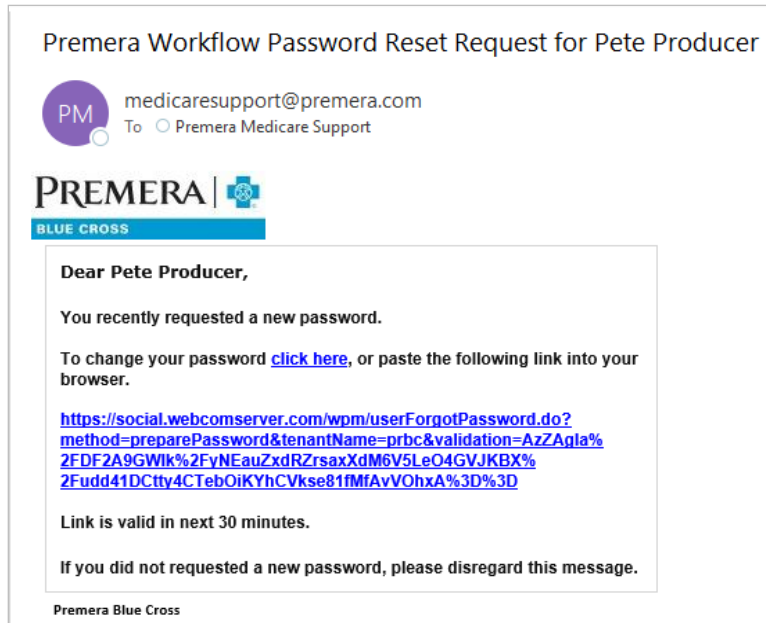 Premera Workflow Password Reset Request for Pete Producer
PM
medicaresupport@premera.com
To Premera Medicare Support
PREMERA
BLUE CROSS
Dear Pete Producer,
You recently requested a new password.
To change your password click here, or paste the following link into your
browser.
https://social.webcomserver.com/wpm/userForgotPassword.do?
method=preparePassword&tenantName=prbc&validation=AzZAgla%
2FDF2A9GWlk%2FyNEauZxdRZrsaxXdM6V5LeO4GVJKBX%
2Fudd41DCtty4CTebOiKYhCVkse81fMfAvVOhxA%3D%3D
Link is valid in next 30 minutes.
If you did not requested a new password, please disregard this message.
Premera Blue Cross